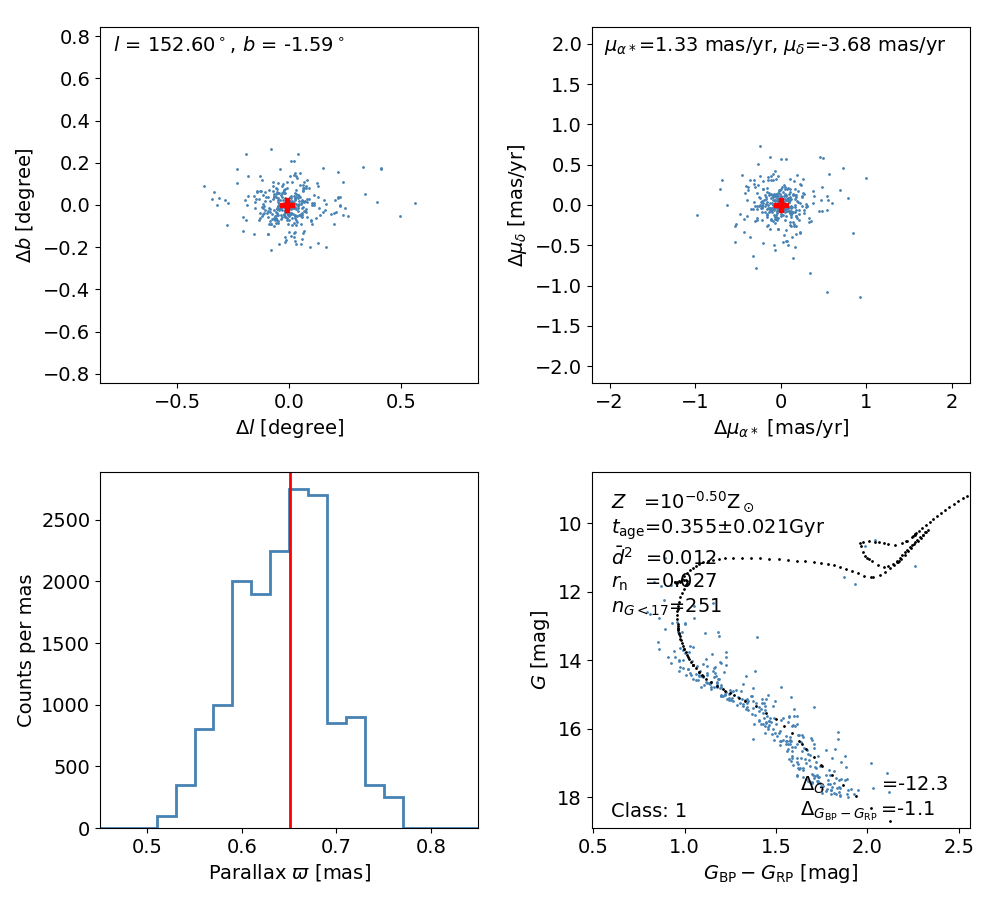 l = 152.60°, b = -1.59°
0.8
0.6
0.4
0.2
0.0
−0.2
−0.4
−0.6
−0.8
−0.5
0.0
0.5
Δb [degree]
Δl [degree]
μα*=1.33 mas/yr, μδ=-3.68 mas/yr
2.0
1.5
1.0
0.5
0.0
−0.5
−1.0
−1.5
−2.0
−2
−1
0
1
2
Δμδ [mas/yr]
Δμα* [mas/yr]
2500
2000
1500
1000
500
0
0.5
0.6
0.7
0.8
Counts per mas
Parallax ϖ [mas]
Z =10^−0.50 Z⊙
tage=0.355±0.021Gyr
d̄² =0.012
rn =0.027
nG<17=251
ΔG =-12.3
ΔGBP−GRP=-1.1
Class: 1
10
12
14
16
18
0.5
1.0
1.5
2.0
2.5
G [mag]
GBP − GRP [mag]